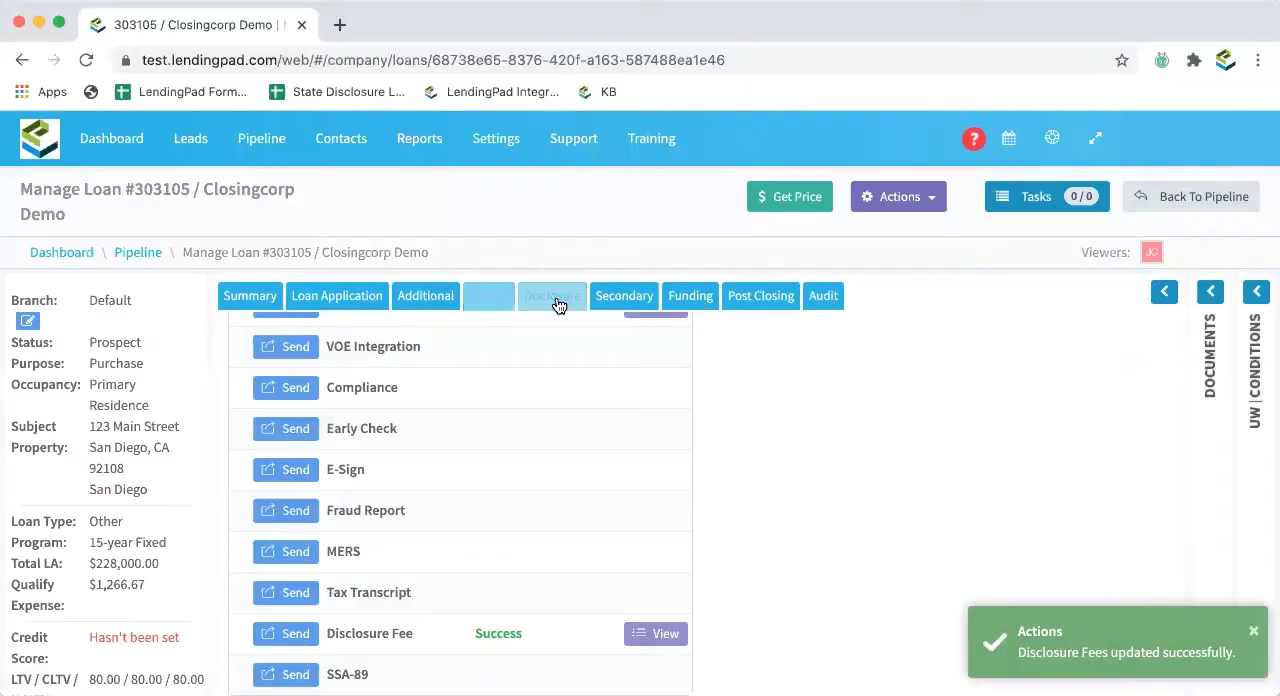 303105 / Closingcorp Demo |
test.lendingpad.com/web/#/company/loans/68738e65-8376-420f-a163-587488ea1e46
Apps
LendingPad Form...
State Disclosure L...
LendingPad Integr...
KB
Dashboard
Leads
Pipeline
Contacts
Reports
Settings
Support
Training
?
Manage Loan #303105 / Closingcorp
Demo
$ Get Price
Actions
Tasks 0 / 0
Back To Pipeline
Dashboard \ Pipeline \ Manage Loan #303105 / Closingcorp Demo
Viewers: JC
Summary
Loan Application
Additional
Disclosure
Secondary
Funding
Post Closing
Audit
Branch: Default
Status: Prospect
Purpose: Purchase
Occupancy: Primary
Residence
Subject 123 Main Street
Property: San Diego, CA
92108
San Diego
Loan Type: Other
Program: 15-year Fixed
Total LA: $228,000.00
Qualify $1,266.67
Expense:
Credit Hasn't been set
Score:
LTV / CLTV / 80.00 / 80.00 / 80.00
Send VOE Integration
Send Compliance
Send Early Check
Send E-Sign
Send Fraud Report
Send MERS
Send Tax Transcript
Send Disclosure Fee Success View
Send SSA-89
DOCUMENTS
UW | CONDITIONS
Actions
Disclosure Fees updated successfully.